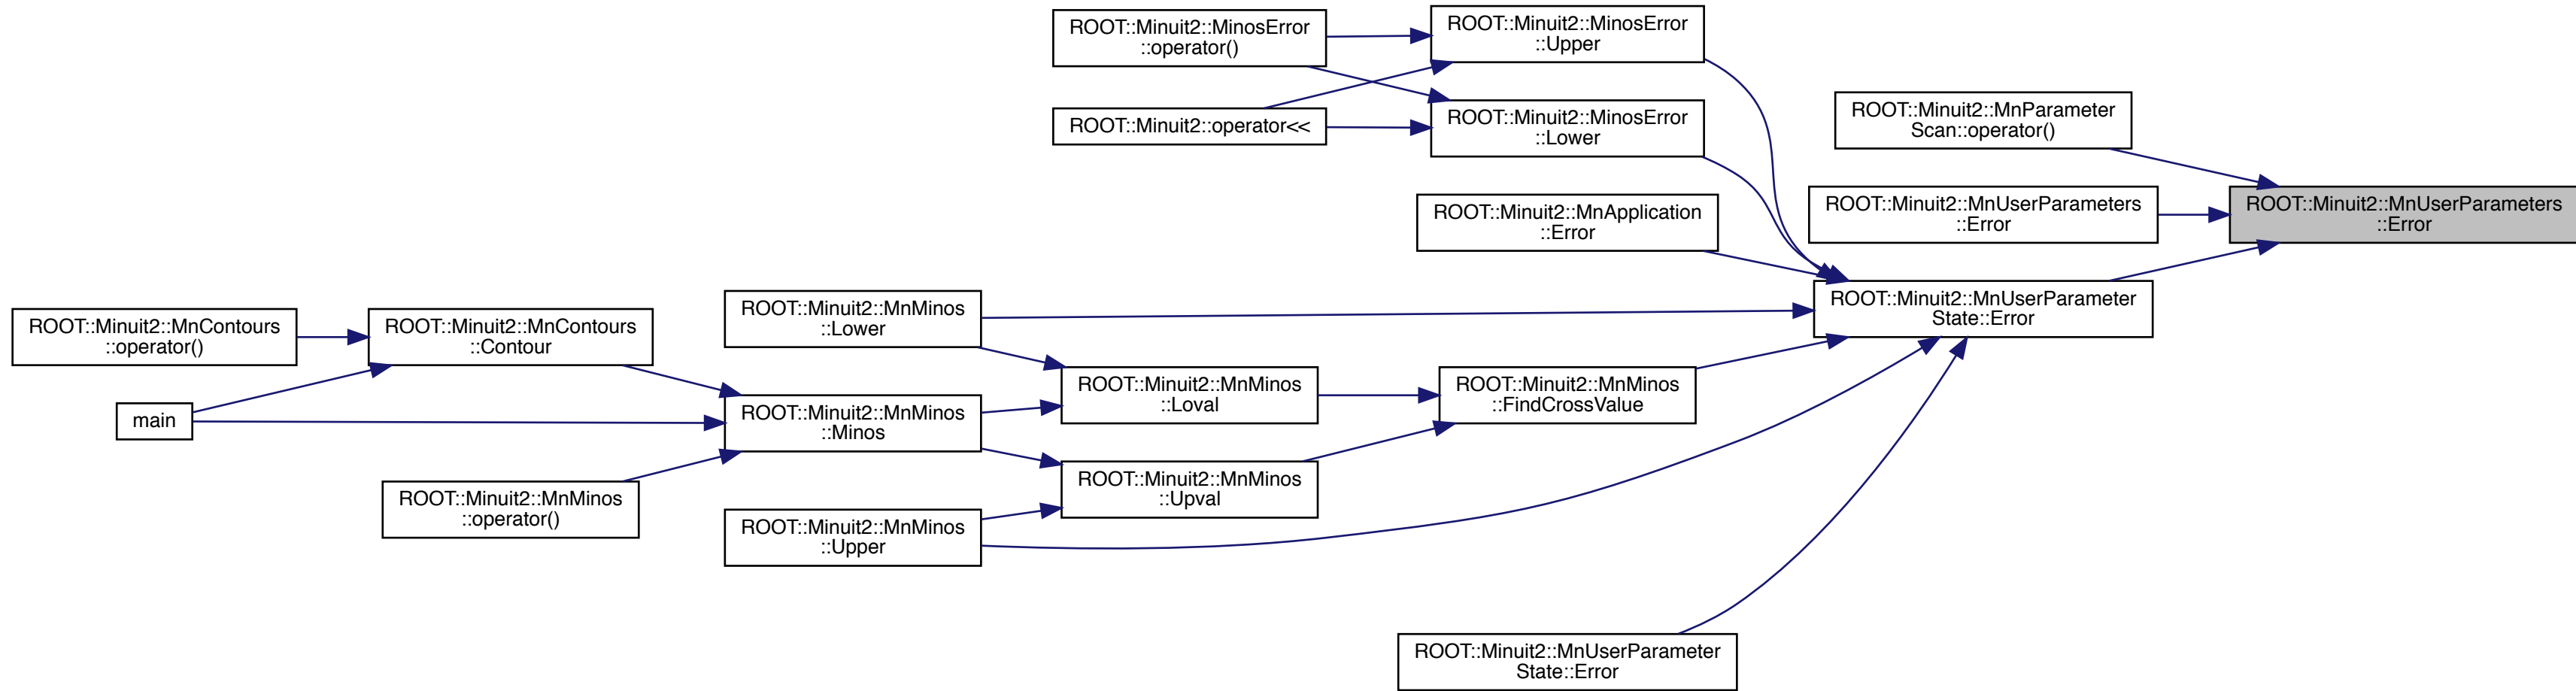 ROOT::Minuit2::MinosError
::operator()
ROOT::Minuit2::MinosError
::Upper
ROOT::Minuit2::operator<<
ROOT::Minuit2::MinosError
::Lower
ROOT::Minuit2::MnParameter
Scan::operator()
ROOT::Minuit2::MnApplication
::Error
ROOT::Minuit2::MnUserParameters
::Error
ROOT::Minuit2::MnUserParameters
::Error
ROOT::Minuit2::MnContours
::operator()
ROOT::Minuit2::MnContours
::Contour
ROOT::Minuit2::MnMinos
::Lower
ROOT::Minuit2::MnUserParameter
State::Error
main
ROOT::Minuit2::MnMinos
::Minos
ROOT::Minuit2::MnMinos
::Loval
ROOT::Minuit2::MnMinos
::FindCrossValue
ROOT::Minuit2::MnMinos
::operator()
ROOT::Minuit2::MnMinos
::Upper
ROOT::Minuit2::MnMinos
::Upval
ROOT::Minuit2::MnUserParameter
State::Error